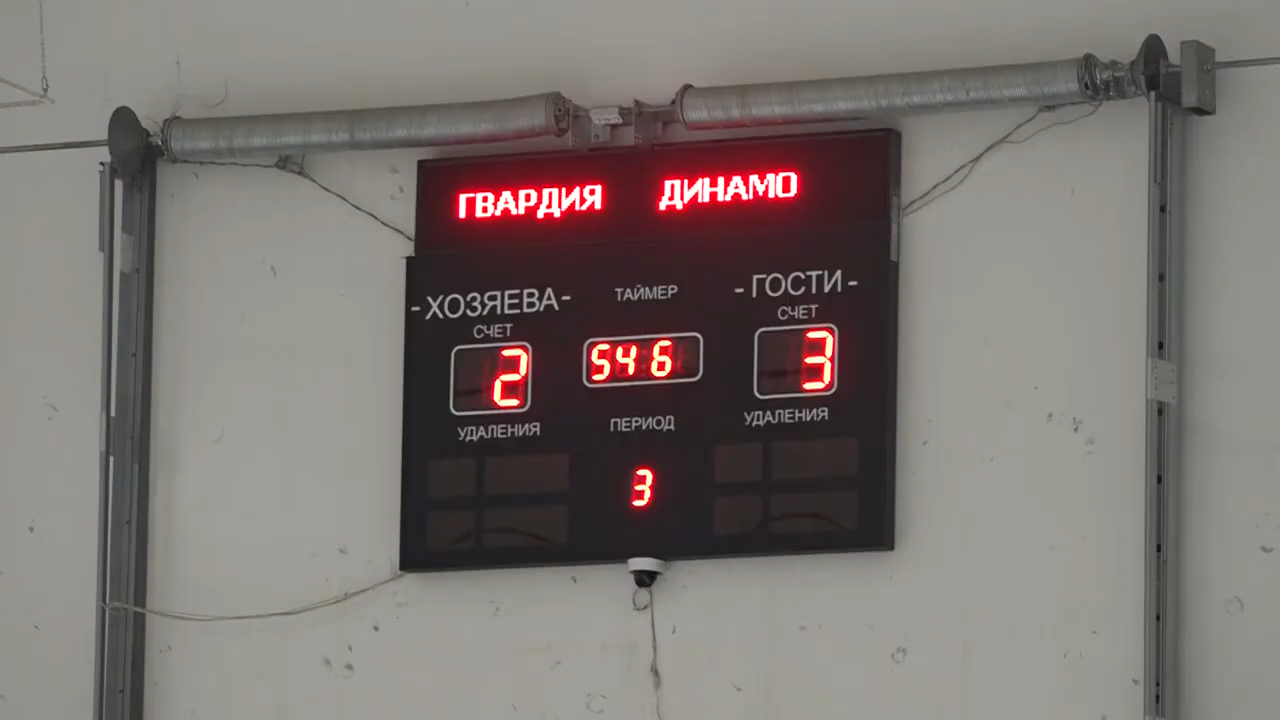 ГВАРДИЯ ДИНАМО
-ХОЗЯЕВА- ТАЙМЕР -ГОСТИ-
СЧЕТ СЧЕТ
2 546 3
УДАЛЕНИЯ ПЕРИОД УДАЛЕНИЯ
3